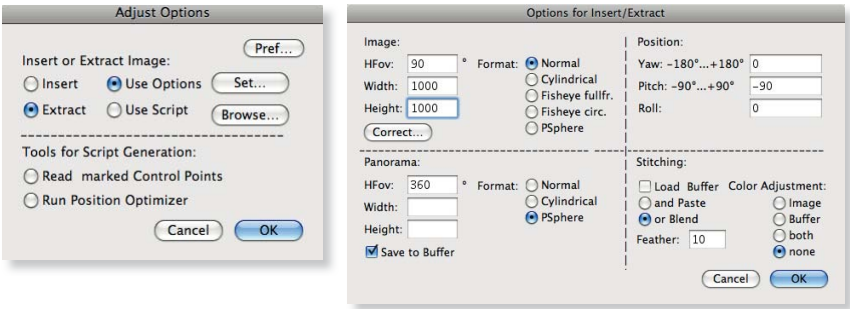 Adjust Options
Pref...
Insert or Extract Image:
Insert Use Options Set...
Extract Use Script Browse...
Tools for Script Generation:
Read marked Control Points
Run Position Optimizer
Cancel OK
Options for Insert/Extract
Image:
HFov: 90 ° Format: Normal
Cylindrical
Width: 1000
Fisheye fullfr.
Height: 1000
Fisheye circ.
Correct... PSphere
Position:
Yaw: -180°...+180° 0
Pitch: -90°...+90° -90
Roll: 0
Panorama:
HFov: 360 ° Format: Normal
Width: Cylindrical
PSphere
Height:
Save to Buffer
Stitching:
Load Buffer Color Adjustment:
and Paste Image
or Blend Buffer
Feather: 10 both
none
Cancel OK